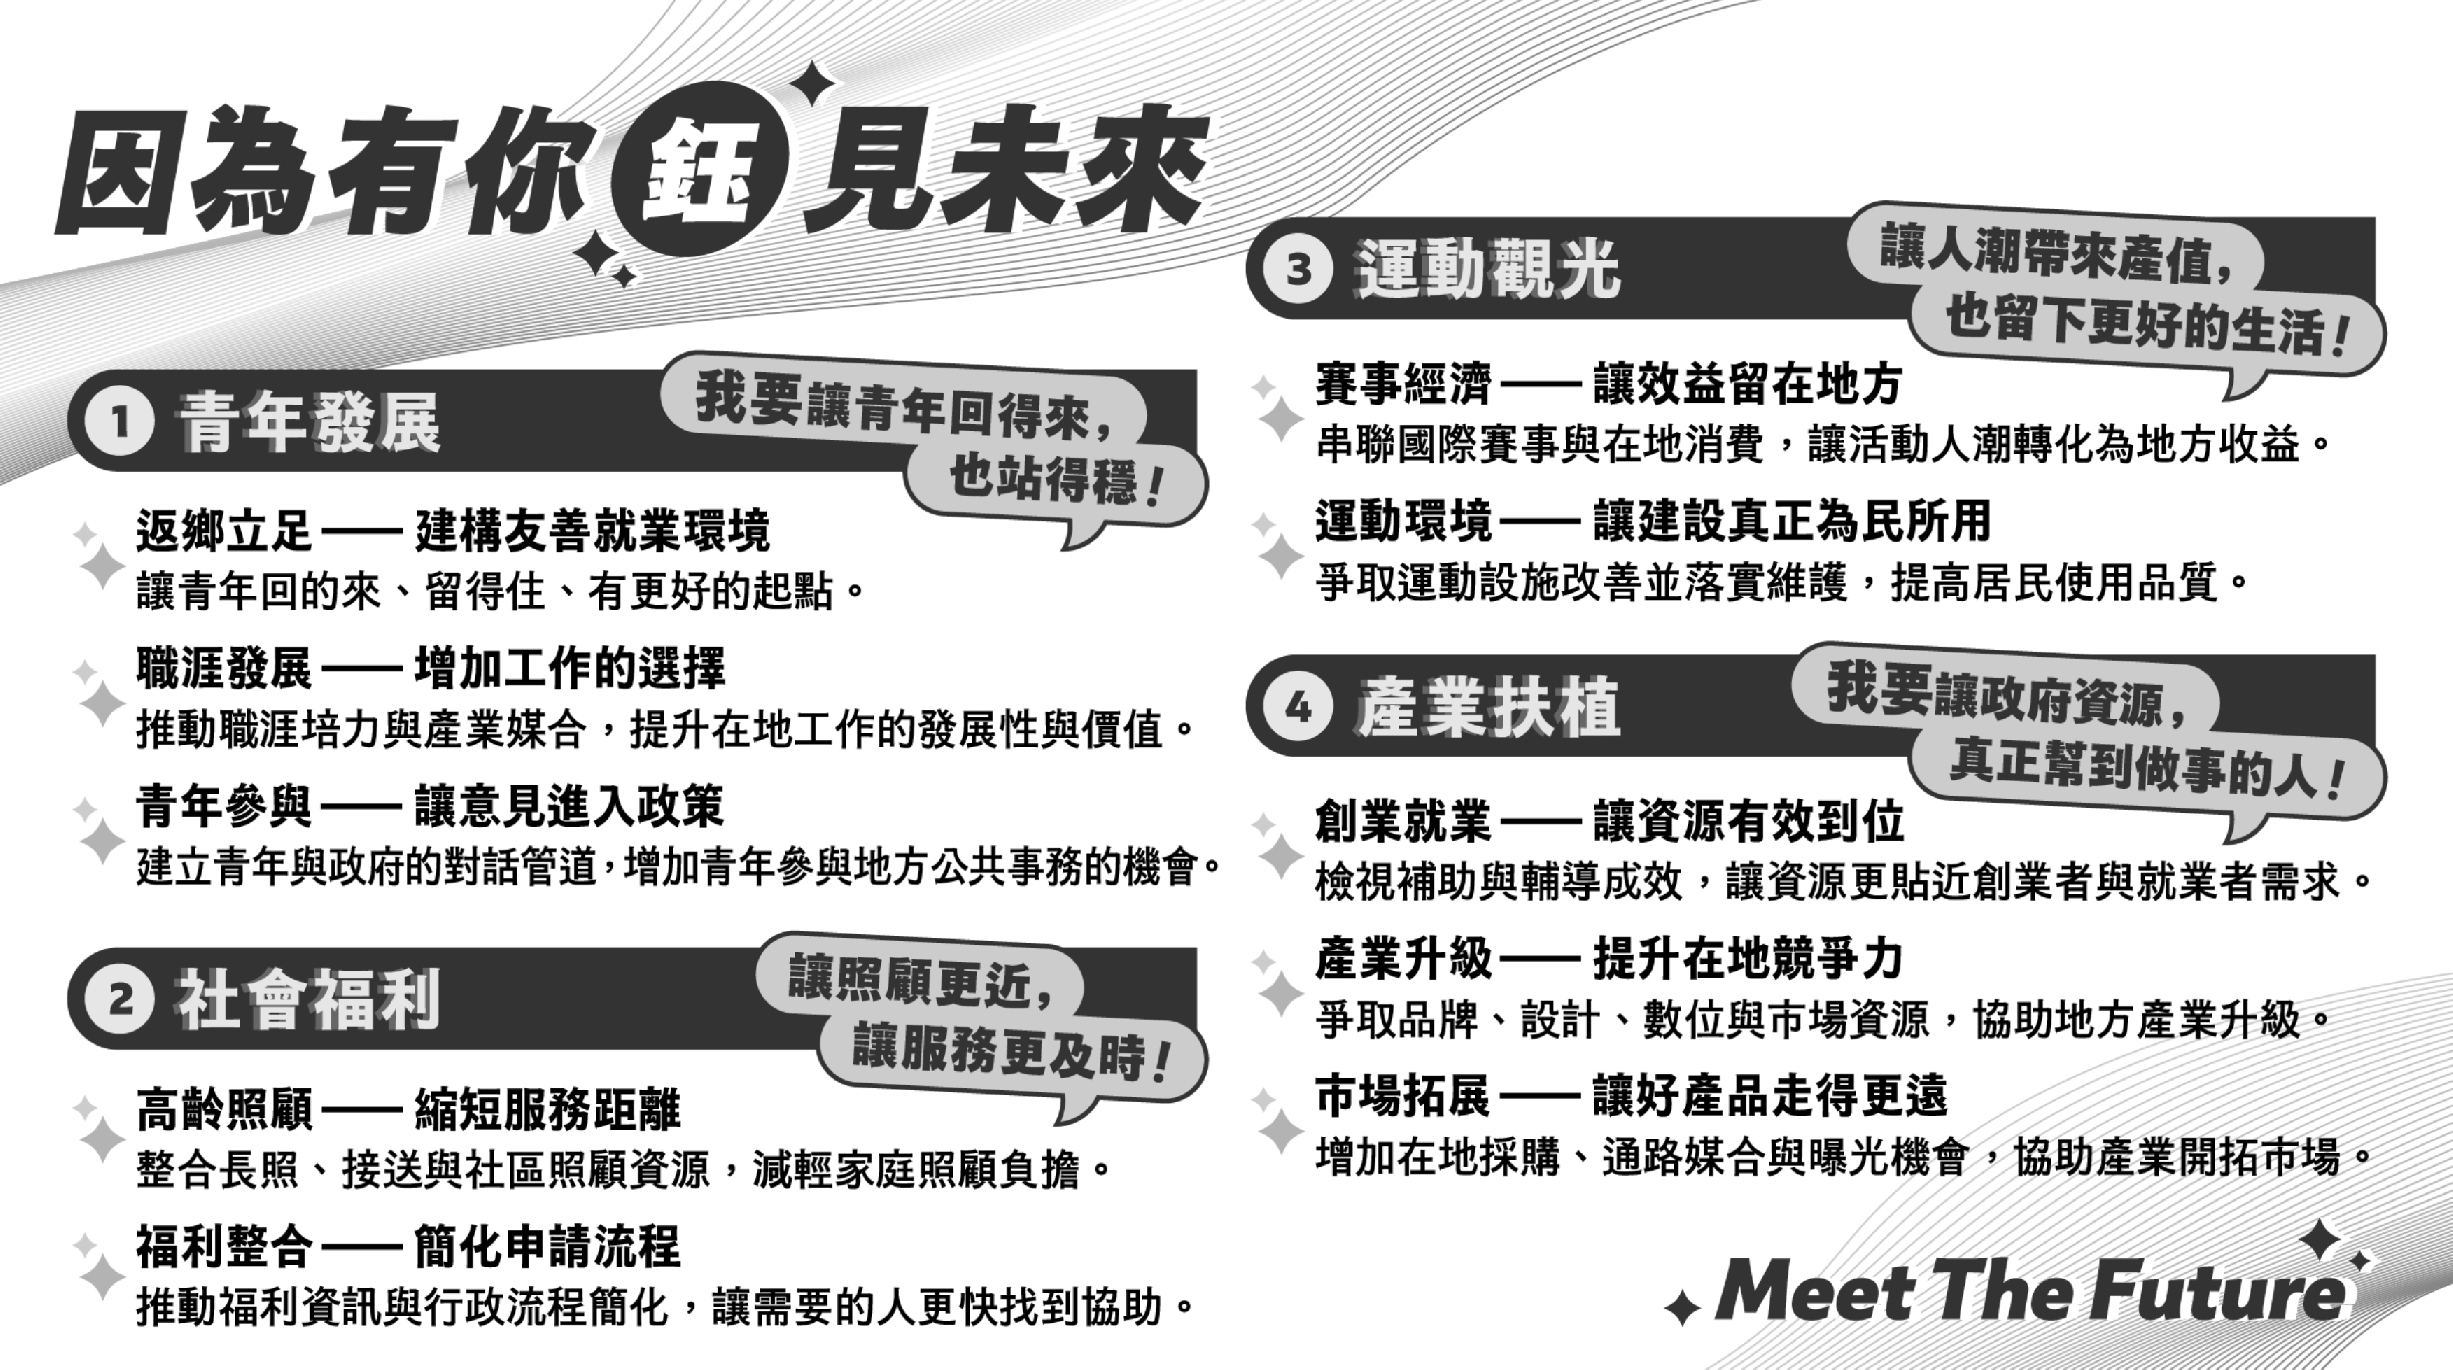 因為有你鈺見未來
1 青年發展
我要讓青年回得來,
也站得穩!
返鄉立足——建構友善就業環境
讓青年回的來、留得住、有更好的起點。
職涯發展——增加工作的選擇
推動職涯培力與產業媒合，提升在地工作的發展性與價值。
青年參與——讓意見進入政策
建立青年與政府的對話管道，增加青年參與地方公共事務的機會。
2 社會福利
讓照顧更近,
讓服務更及時!
高齡照顧——縮短服務距離
整合長照、接送與社區照顧資源，減輕家庭照顧負擔。
福利整合——簡化申請流程
推動福利資訊與行政流程簡化，讓需要的人更快找到協助。
3 運動觀光
讓人潮帶來產值,
也留下更好的生活!
賽事經濟——讓效益留在地方
串聯國際賽事與在地消費，讓活動人潮轉化為地方收益。
運動環境——讓建設真正為民所用
爭取運動設施改善並落實維護，提高居民使用品質。
4 產業扶植
我要讓政府資源,
真正幫到做事的人!
創業就業——讓資源有效到位
檢視補助與輔導成效，讓資源更貼近創業者與就業者需求。
產業升級——提升在地競爭力
爭取品牌、設計、數位與市場資源，協助地方產業升級。
市場拓展——讓好產品走得更遠
增加在地採購、通路媒合與曝光機會，協助產業開拓市場。
Meet The Future